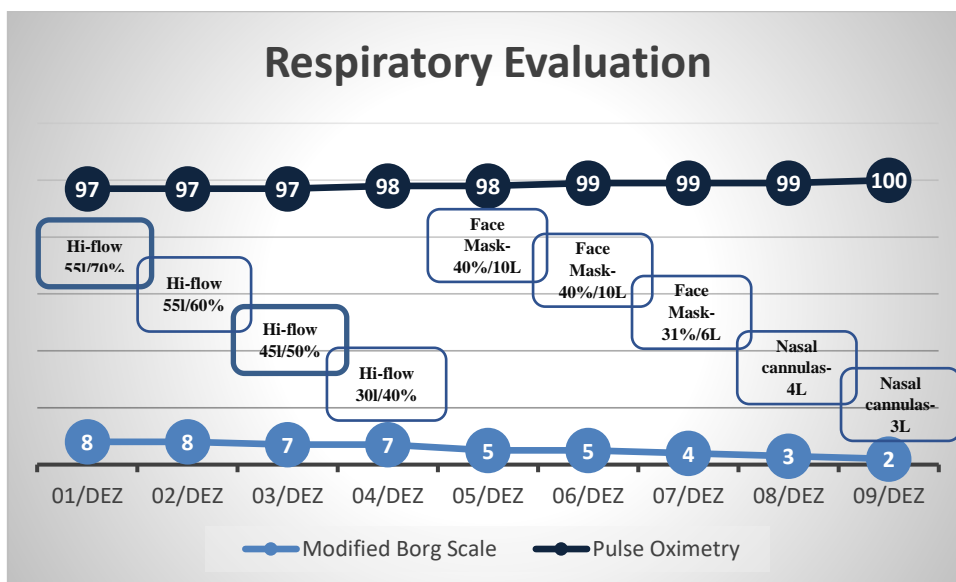 Respiratory Evaluation
97 97 97 98 98 99 99 99 100
Hi-flow
55l/70%
Hi-flow
55l/60%
Hi-flow
45l/50%
Hi-flow
30l/40%
Face
Mask-
40%/10L
Face
Mask-
40%/10L
Face
Mask-
31%/6L
Nasal
cannulas-
4L
Nasal
cannulas-
3L
8 8 7 7 5 5 4 3 2
01/DEZ 02/DEZ 03/DEZ 04/DEZ 05/DEZ 06/DEZ 07/DEZ 08/DEZ 09/DEZ
Modified Borg Scale Pulse Oximetry